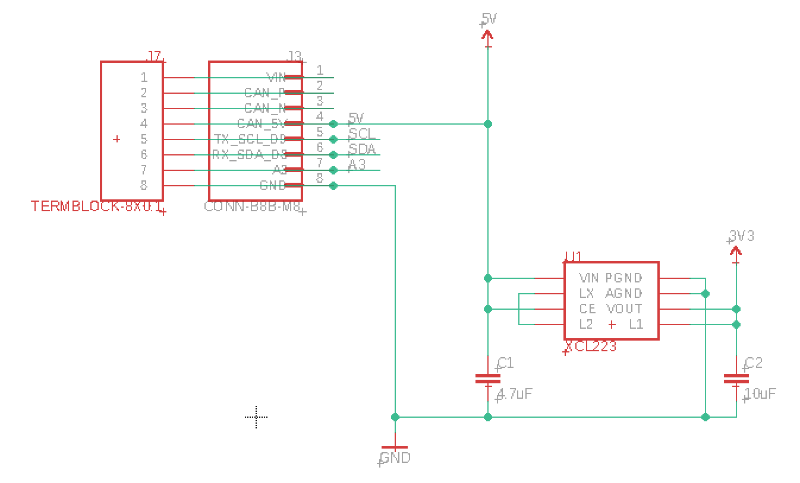 5V
J7 J3
1 VIN 1
2 CAN_P 2
3 CAN_N 3
4 CAN_5V 4 5V
5 TX_SCL_D0 5 SCL
6 RX_SDA_D3 6 SDA
7 A3 7 A3
8 GND 8
TERMBLOCK-8X0.1 CONN-B8B-M8
3V3
U1
VIN PGND
LX AGND
CE VOUT
L2 L1
XCL223
C1
4.7uF
C2
10uF
GND